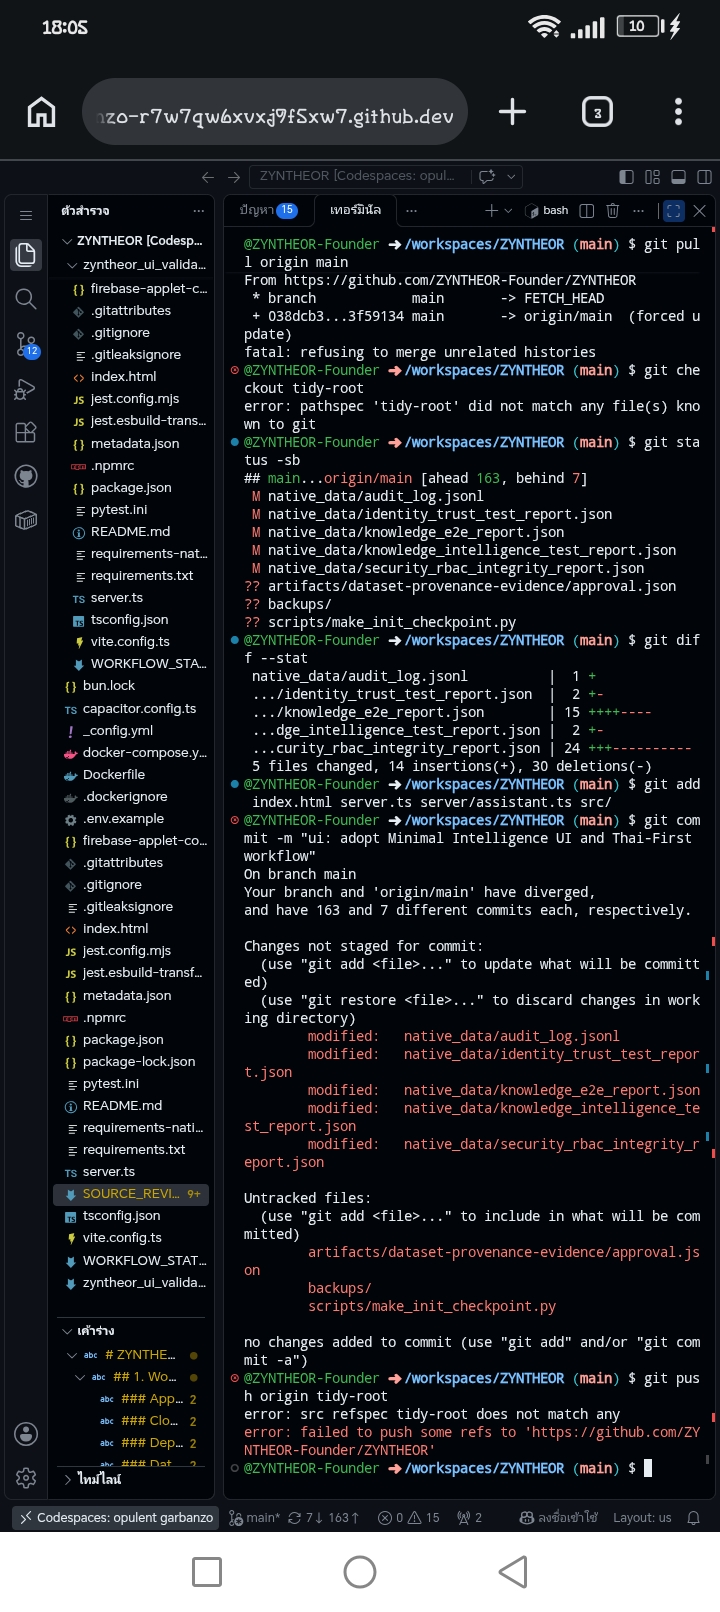 18:05
10
nzo-r7w7qw6xvxj9f5xw7.github.dev
3
ZYNTHEOR [Codespaces: opul...
ตัวสำรวจ
ปัญหา 15
เทอร์มินัล
bash
ZYNTHEOR [Codesp...
zyntheor_ui_valida...
firebase-applet-c...
.gitattributes
.gitignore
.gitleaksignore
index.html
JS jest.config.mjs
JS jest.esbuild-trans...
metadata.json
.npmrc
package.json
pytest.ini
README.md
requirements-nat...
requirements.txt
TS server.ts
tsconfig.json
vite.config.ts
WORKFLOW_STA...
bun.lock
TS capacitor.config.ts
_config.yml
docker-compose.y...
Dockerfile
.dockerignore
.env.example
firebase-applet-co...
.gitattributes
.gitignore
.gitleaksignore
index.html
JS jest.config.mjs
JS jest.esbuild-transf...
metadata.json
.npmrc
package.json
package-lock.json
pytest.ini
README.md
requirements-nati...
requirements.txt
TS server.ts
SOURCE_REVI... 9+
tsconfig.json
vite.config.ts
WORKFLOW_STAT...
zyntheor_ui_valida...
เค้าร่าง
abc # ZYNTHE...
abc ## 1. Wo...
abc ### App... 2
abc ### Clo... 2
abc ### Dep... 2
abc ### Dat... 2
ไทม์ไลน์
12
@ZYNTHEOR-Founder ➜ /workspaces/ZYNTHEOR (main) $ git pul
l origin main
From https://github.com/ZYNTHEOR-Founder/ZYNTHEOR
* branch main -> FETCH_HEAD
+ 038dcb3...3f59134 main -> origin/main (forced u
pdate)
fatal: refusing to merge unrelated histories
@ZYNTHEOR-Founder ➜ /workspaces/ZYNTHEOR (main) $ git che
ckout tidy-root
error: pathspec 'tidy-root' did not match any file(s) kno
wn to git
@ZYNTHEOR-Founder ➜ /workspaces/ZYNTHEOR (main) $ git sta
tus -sb
## main...origin/main [ahead 163, behind 7]
M native_data/audit_log.jsonl
M native_data/identity_trust_test_report.json
M native_data/knowledge_e2e_report.json
M native_data/knowledge_intelligence_test_report.json
M native_data/security_rbac_integrity_report.json
?? artifacts/dataset-provenance-evidence/approval.json
?? backups/
?? scripts/make_init_checkpoint.py
@ZYNTHEOR-Founder ➜ /workspaces/ZYNTHEOR (main) $ git dif
f --stat
native_data/audit_log.jsonl | 1 +
.../identity_trust_test_report.json | 2 +-
.../knowledge_e2e_report.json | 15 ++++----
...dge_intelligence_test_report.json | 2 +-
...curity_rbac_integrity_report.json | 24 +++----------
5 files changed, 14 insertions(+), 30 deletions(-)
@ZYNTHEOR-Founder ➜ /workspaces/ZYNTHEOR (main) $ git add
index.html server.ts server/assistant.ts src/
@ZYNTHEOR-Founder ➜ /workspaces/ZYNTHEOR (main) $ git com
mit -m "ui: adopt Minimal Intelligence UI and Thai-First
workflow"
On branch main
Your branch and 'origin/main' have diverged,
and have 163 and 7 different commits each, respectively.
Changes not staged for commit:
(use "git add <file>..." to update what will be committ
ed)
(use "git restore <file>..." to discard changes in work
ing directory)
modified: native_data/audit_log.jsonl
modified: native_data/identity_trust_test_repor
t.json
modified: native_data/knowledge_e2e_report.json
modified: native_data/knowledge_intelligence_te
st_report.json
modified: native_data/security_rbac_integrity_r
eport.json
Untracked files:
(use "git add <file>..." to include in what will be com
mitted)
artifacts/dataset-provenance-evidence/approval.js
on
backups/
scripts/make_init_checkpoint.py
no changes added to commit (use "git add" and/or "git com
mit -a")
@ZYNTHEOR-Founder ➜ /workspaces/ZYNTHEOR (main) $ git pus
h origin tidy-root
error: src refspec tidy-root does not match any
error: failed to push some refs to 'https://github.com/ZY
NTHEOR-Founder/ZYNTHEOR'
@ZYNTHEOR-Founder ➜ /workspaces/ZYNTHEOR (main) $
Codespaces: opulent garbanzo main* 7↓ 163↑ 0 15 2 ลงชื่อเข้าใช้ Layout: us